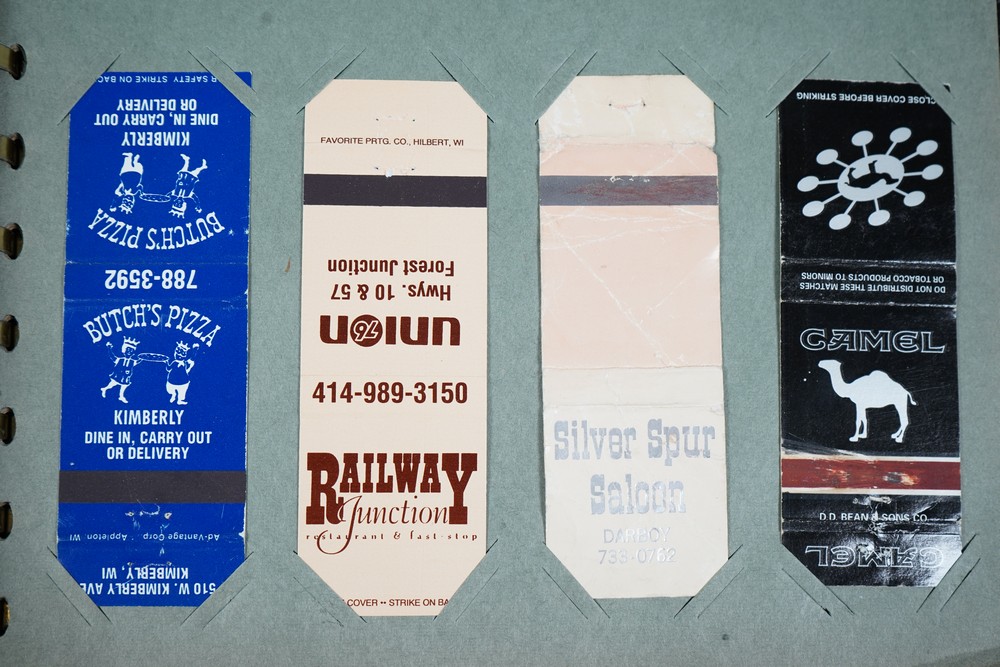 R SAFETY STRIKE ON BAC
OR DELIVERY
DINE IN, CARRY OUT
KIMBERLY
BUTCH'S PIZZA
788-3592
BUTCH'S PIZZA
KIMBERLY
DINE IN, CARRY OUT
OR DELIVERY
Ad-Vantage Corp Appleton WI
KIMBERLY, WI
510 W. KIMBERLY AVE
FAVORITE PRTG. CO., HILBERT, WI
Forest Junction
Hwys. 10 & 57
union 76
414-989-3150
RAILWAY
Junction
restaurant & fast-stop
COVER •• STRIKE ON BA
Silver Spur
Saloon
DARBOY
733-0762
CLOSE COVER BEFORE STRIKING
OR TOBACCO PRODUCTS TO MINORS
DO NOT DISTRIBUTE THESE MATCHES
CAMEL
D.D. BEAN & SONS CO.
CAMEL